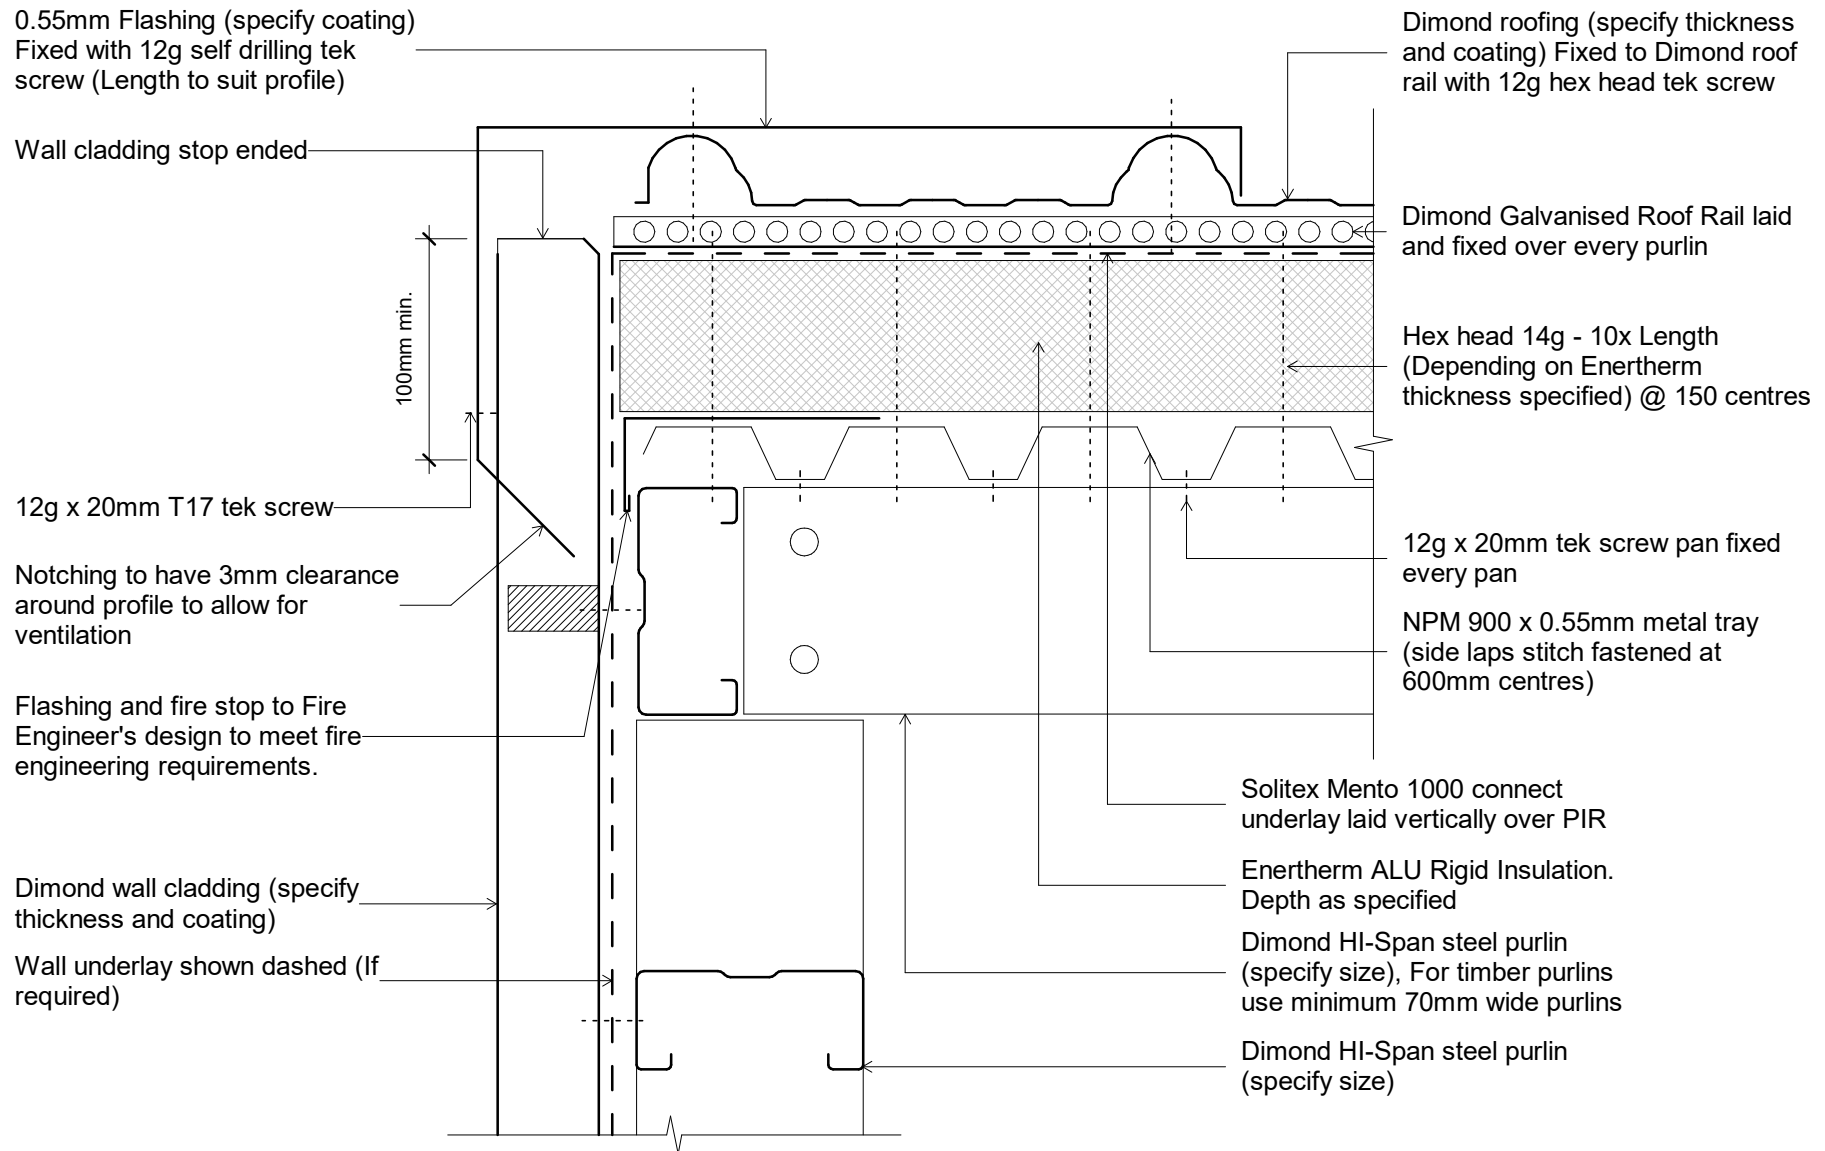 0.55mm Flashing (specify coating)
Fixed with 12g self drilling tek
screw (Length to suit profile)
Wall cladding stop ended
100mm min.
12g x 20mm T17 tek screw
Notching to have 3mm clearance
around profile to allow for
ventilation
Flashing and fire stop to Fire
Engineer's design to meet fire
engineering requirements.
Dimond wall cladding (specify
thickness and coating)
Wall underlay shown dashed (If
required)
Dimond roofing (specify thickness
and coating) Fixed to Dimond roof
rail with 12g hex head tek screw
Dimond Galvanised Roof Rail laid
and fixed over every purlin
Hex head 14g - 10x Length
(Depending on Enertherm
thickness specified) @ 150 centres
12g x 20mm tek screw pan fixed
every pan
NPM 900 x 0.55mm metal tray
(side laps stitch fastened at
600mm centres)
Solitex Mento 1000 connect
underlay laid vertically over PIR
Enertherm ALU Rigid Insulation.
Depth as specified
Dimond HI-Span steel purlin
(specify size), For timber purlins
use minimum 70mm wide purlins
Dimond HI-Span steel purlin
(specify size)